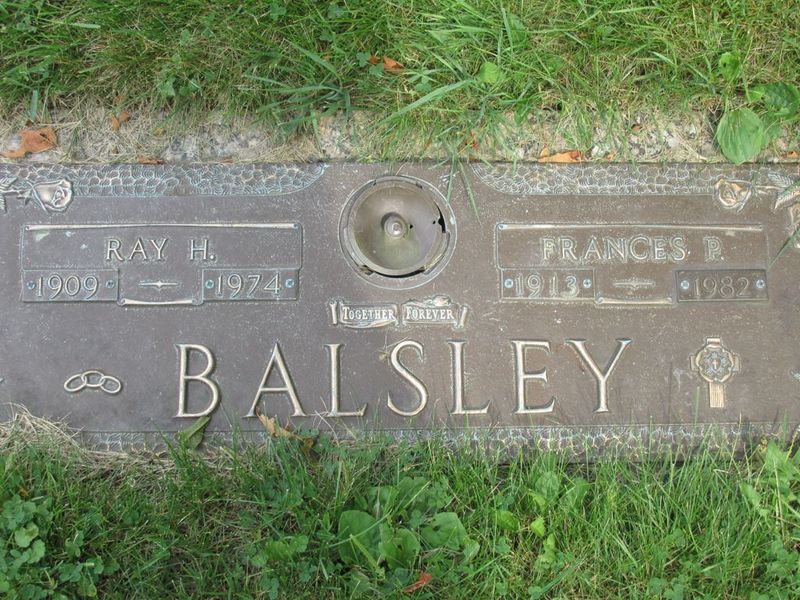 RAY H.
1909 1974
FRANCES P.
1913 1982
TOGETHER FOREVER
BALSLEY